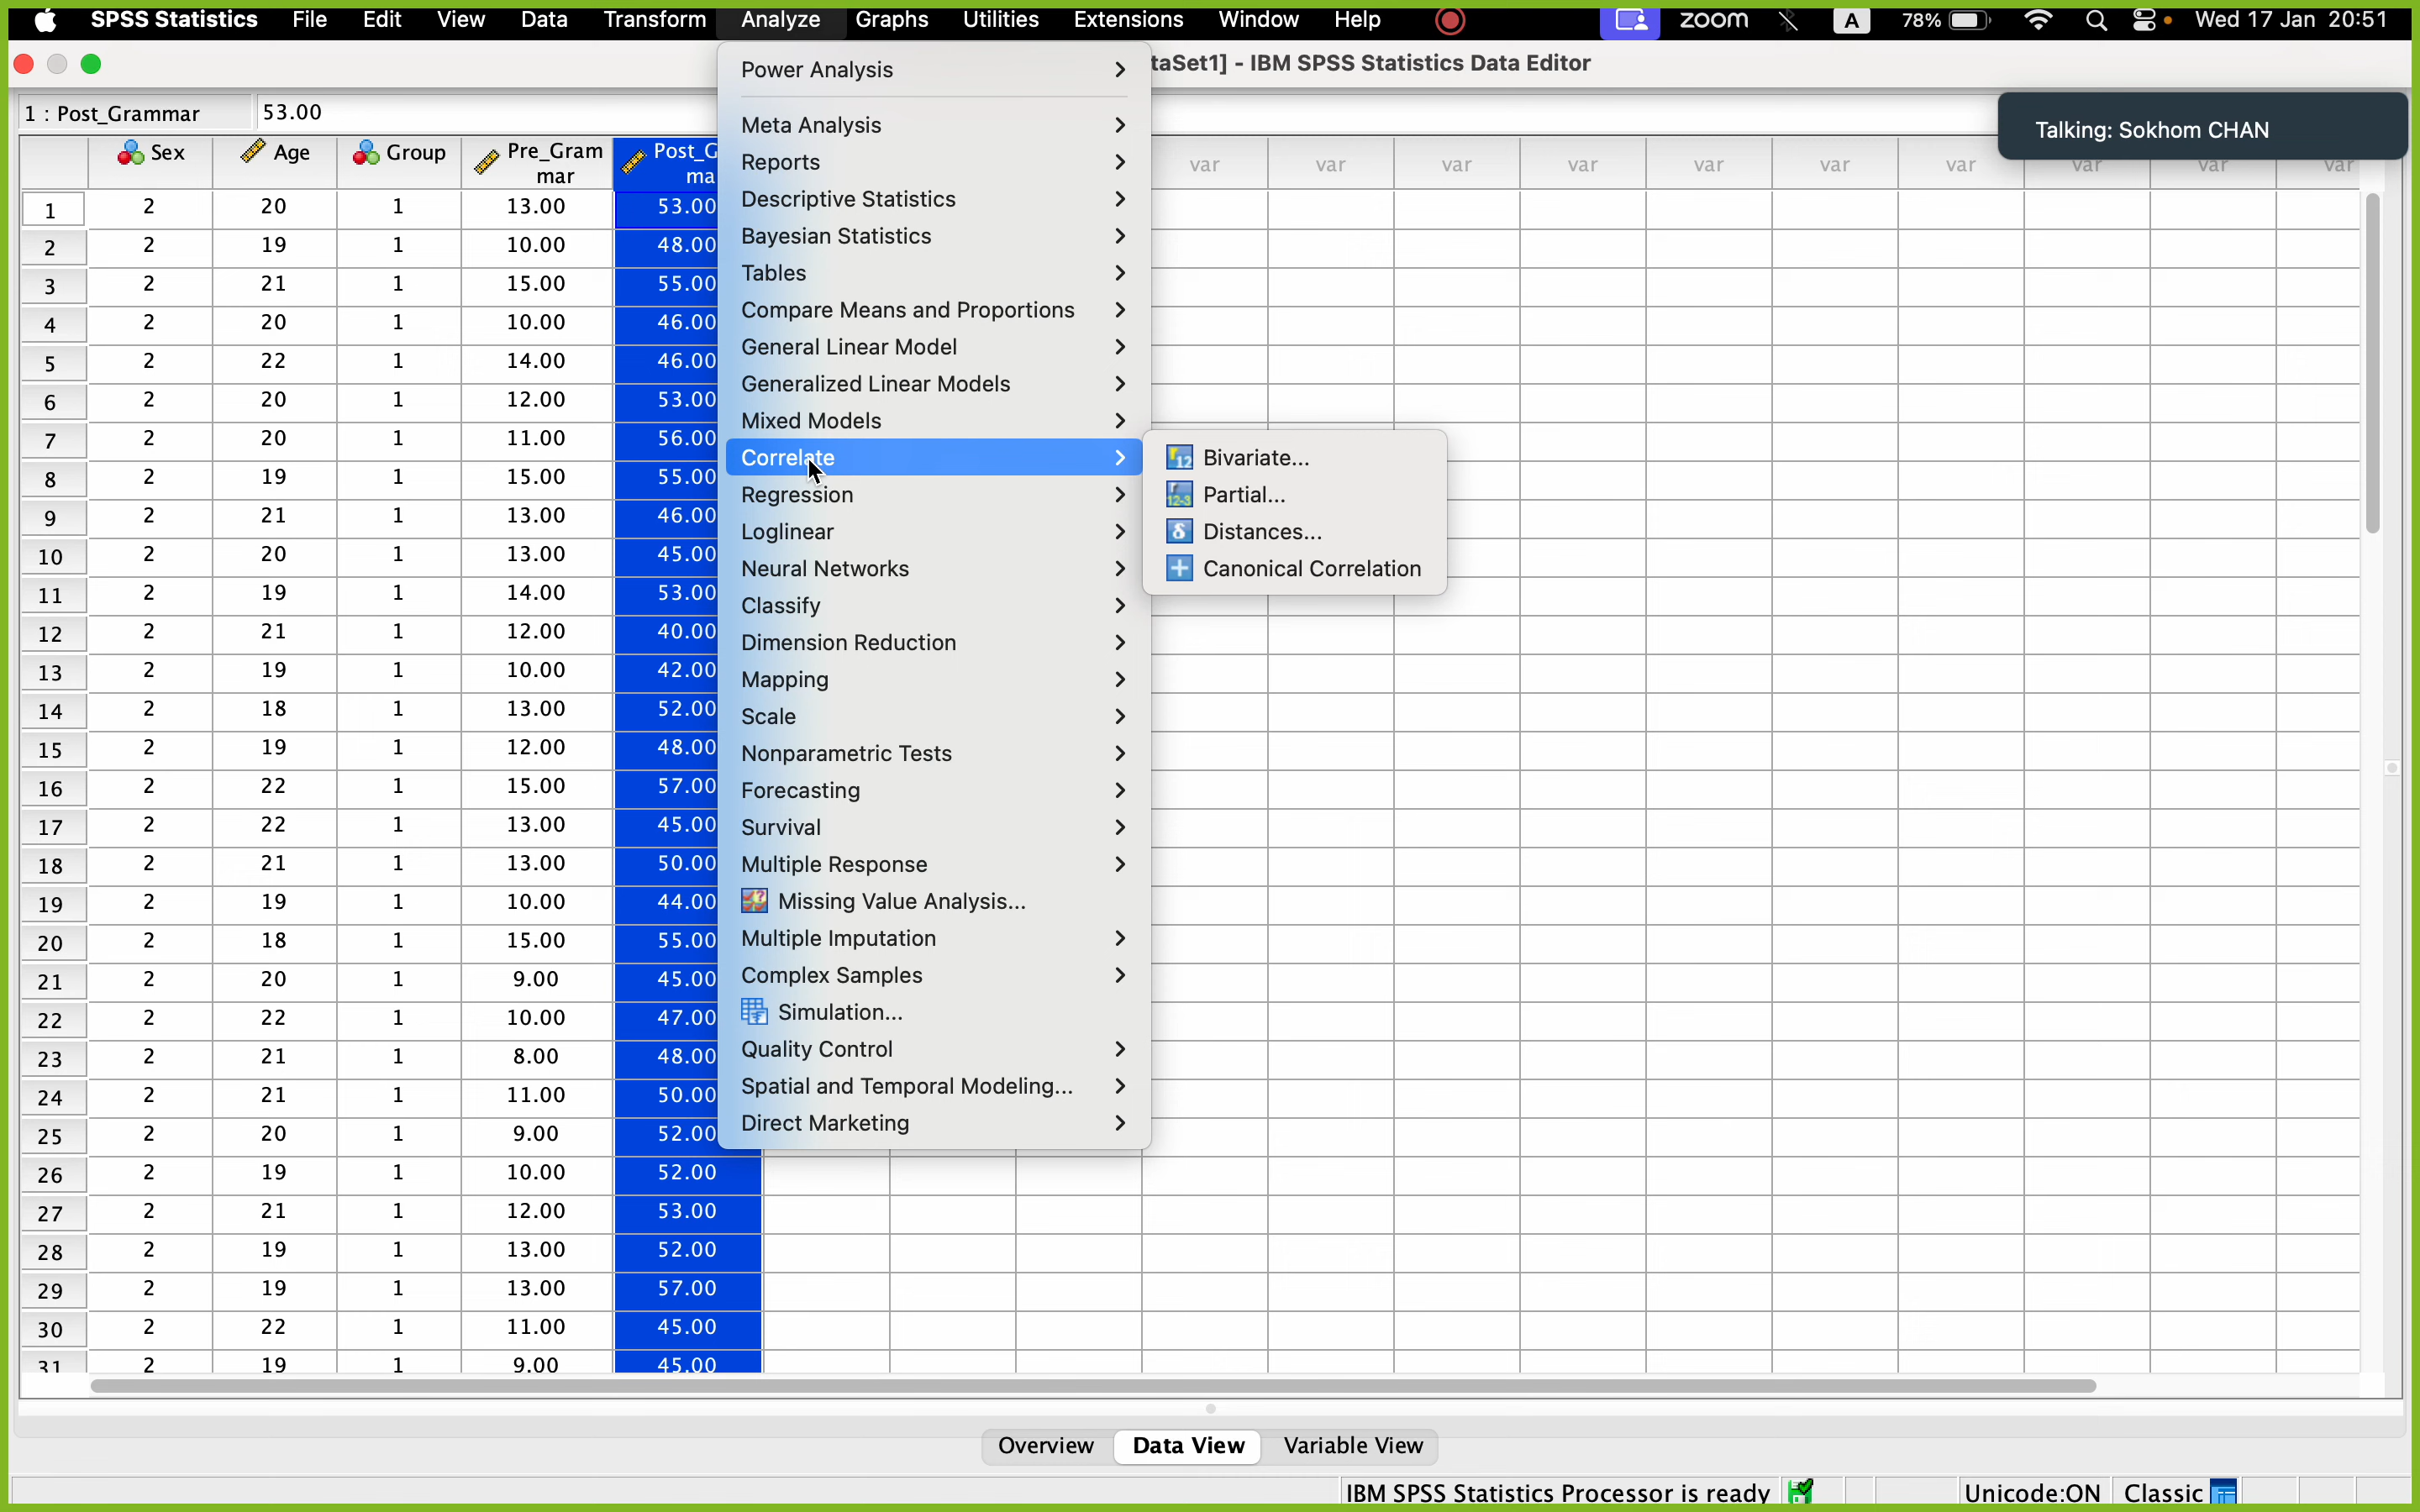 SPSS Statistics File Edit View Data Transform Analyze Graphs Utilities Extensions Window Help zoom A 78% Wed 17 Jan 20:51
taSet1] - IBM SPSS Statistics Data Editor
1 : Post_Grammar 53.00
Talking: Sokhom CHAN
Sex Age Group Pre_Gram mar Post_G ma var var var var var var var var var var
1 2 20 1 13.00 53.00
2 2 19 1 10.00 48.00
3 2 21 1 15.00 55.00
4 2 20 1 10.00 46.00
5 2 22 1 14.00 46.00
6 2 20 1 12.00 53.00
7 2 20 1 11.00 56.00
8 2 19 1 15.00 55.00
9 2 21 1 13.00 46.00
10 2 20 1 13.00 45.00
11 2 19 1 14.00 53.00
12 2 21 1 12.00 40.00
13 2 19 1 10.00 42.00
14 2 18 1 13.00 52.00
15 2 19 1 12.00 48.00
16 2 22 1 15.00 57.00
17 2 22 1 13.00 45.00
18 2 21 1 13.00 50.00
19 2 19 1 10.00 44.00
20 2 18 1 15.00 55.00
21 2 20 1 9.00 45.00
22 2 22 1 10.00 47.00
23 2 21 1 8.00 48.00
24 2 21 1 11.00 50.00
25 2 20 1 9.00 52.00
26 2 19 1 10.00 52.00
27 2 21 1 12.00 53.00
28 2 19 1 13.00 52.00
29 2 19 1 13.00 57.00
30 2 22 1 11.00 45.00
31 2 19 1 9.00 45.00
Power Analysis
Meta Analysis
Reports
Descriptive Statistics
Bayesian Statistics
Tables
Compare Means and Proportions
General Linear Model
Generalized Linear Models
Mixed Models
Correlate
Regression
Loglinear
Neural Networks
Classify
Dimension Reduction
Mapping
Scale
Nonparametric Tests
Forecasting
Survival
Multiple Response
Missing Value Analysis...
Multiple Imputation
Complex Samples
Simulation...
Quality Control
Spatial and Temporal Modeling...
Direct Marketing
Bivariate...
Partial...
Distances...
Canonical Correlation
Overview Data View Variable View
IBM SPSS Statistics Processor is ready Unicode:ON Classic